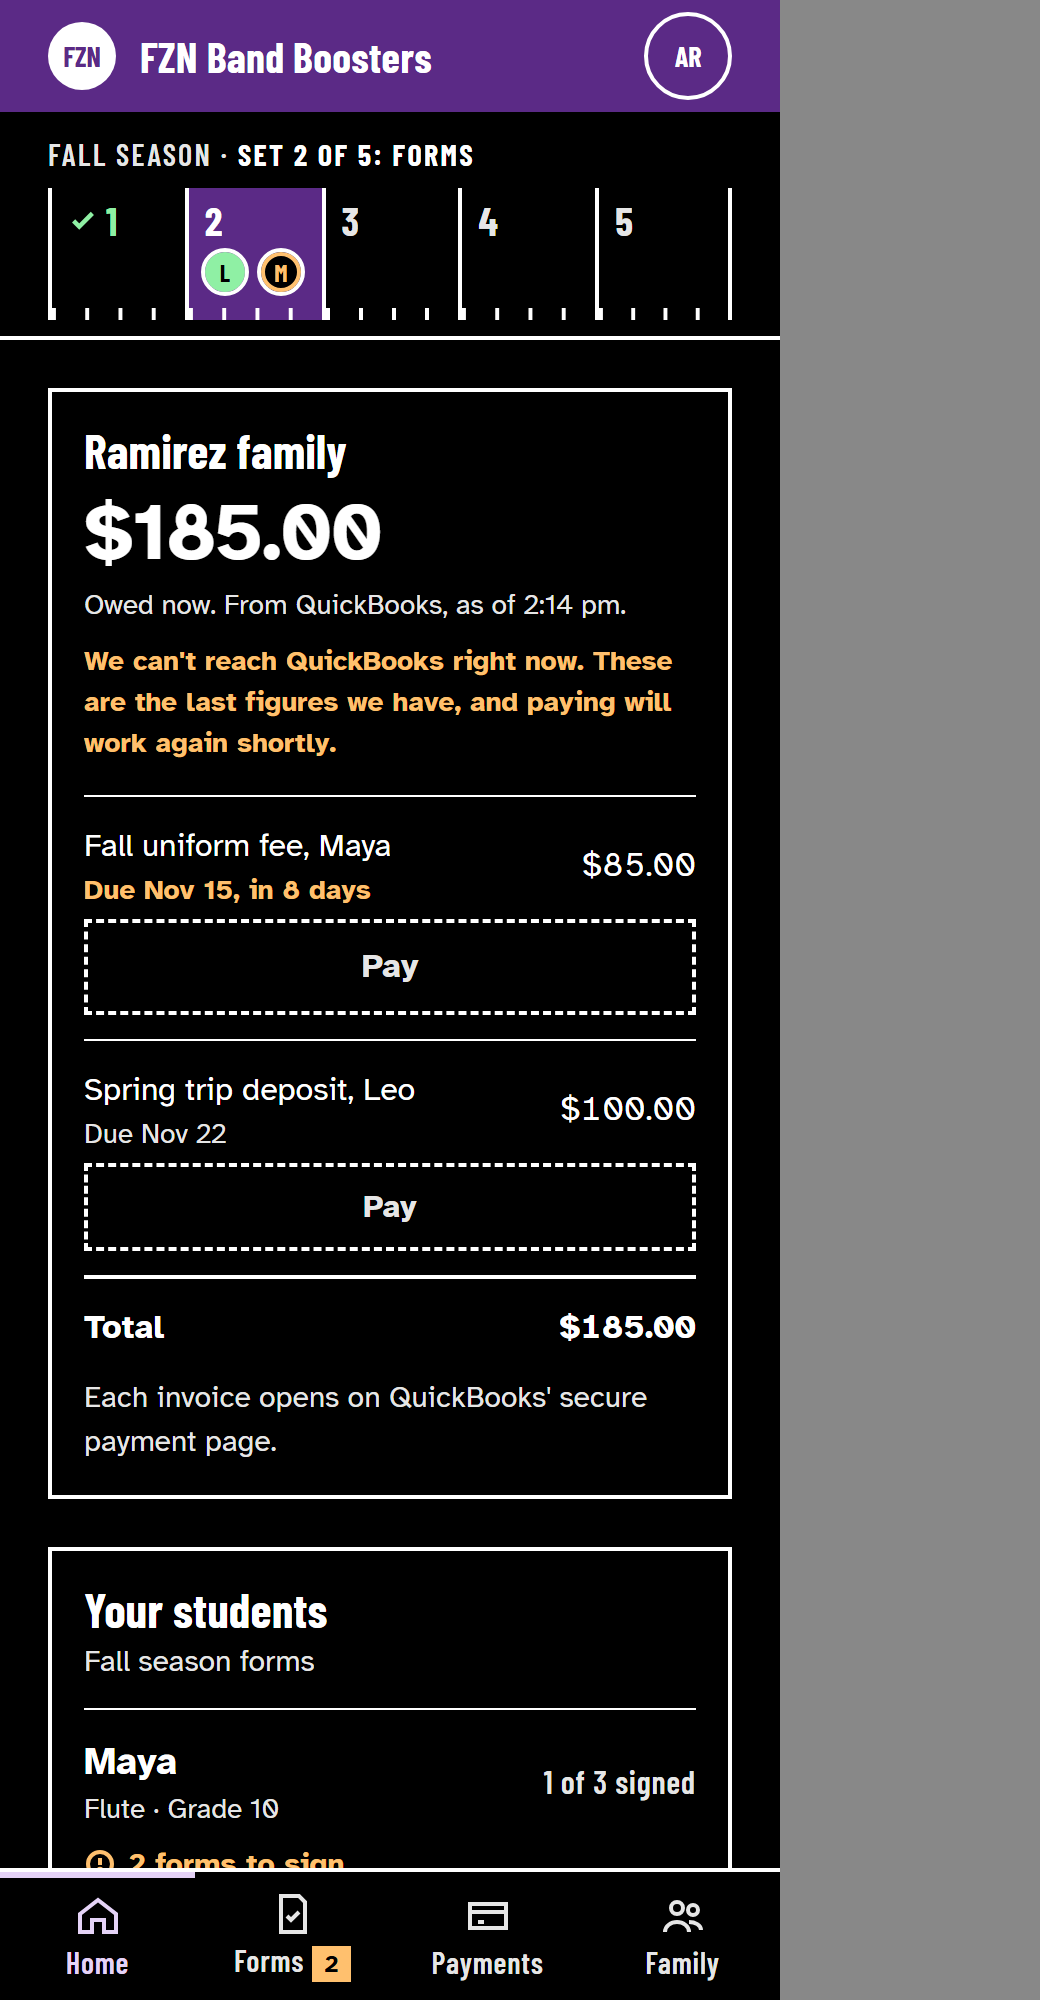 FZN
FZN Band Boosters
AR
FALL SEASON · SET 2 OF 5: FORMS
1
2
3
4
5
L
M
Ramirez family
$185.00
Owed now. From QuickBooks, as of 2:14 pm.
We can't reach QuickBooks right now. These
are the last figures we have, and paying will
work again shortly.
Fall uniform fee, Maya
$85.00
Due Nov 15, in 8 days
Pay
Spring trip deposit, Leo
$100.00
Due Nov 22
Pay
Total
$185.00
Each invoice opens on QuickBooks' secure
payment page.
Your students
Fall season forms
Maya
1 of 3 signed
Flute · Grade 10
2 forms to sign
Home
Forms 2
Payments
Family